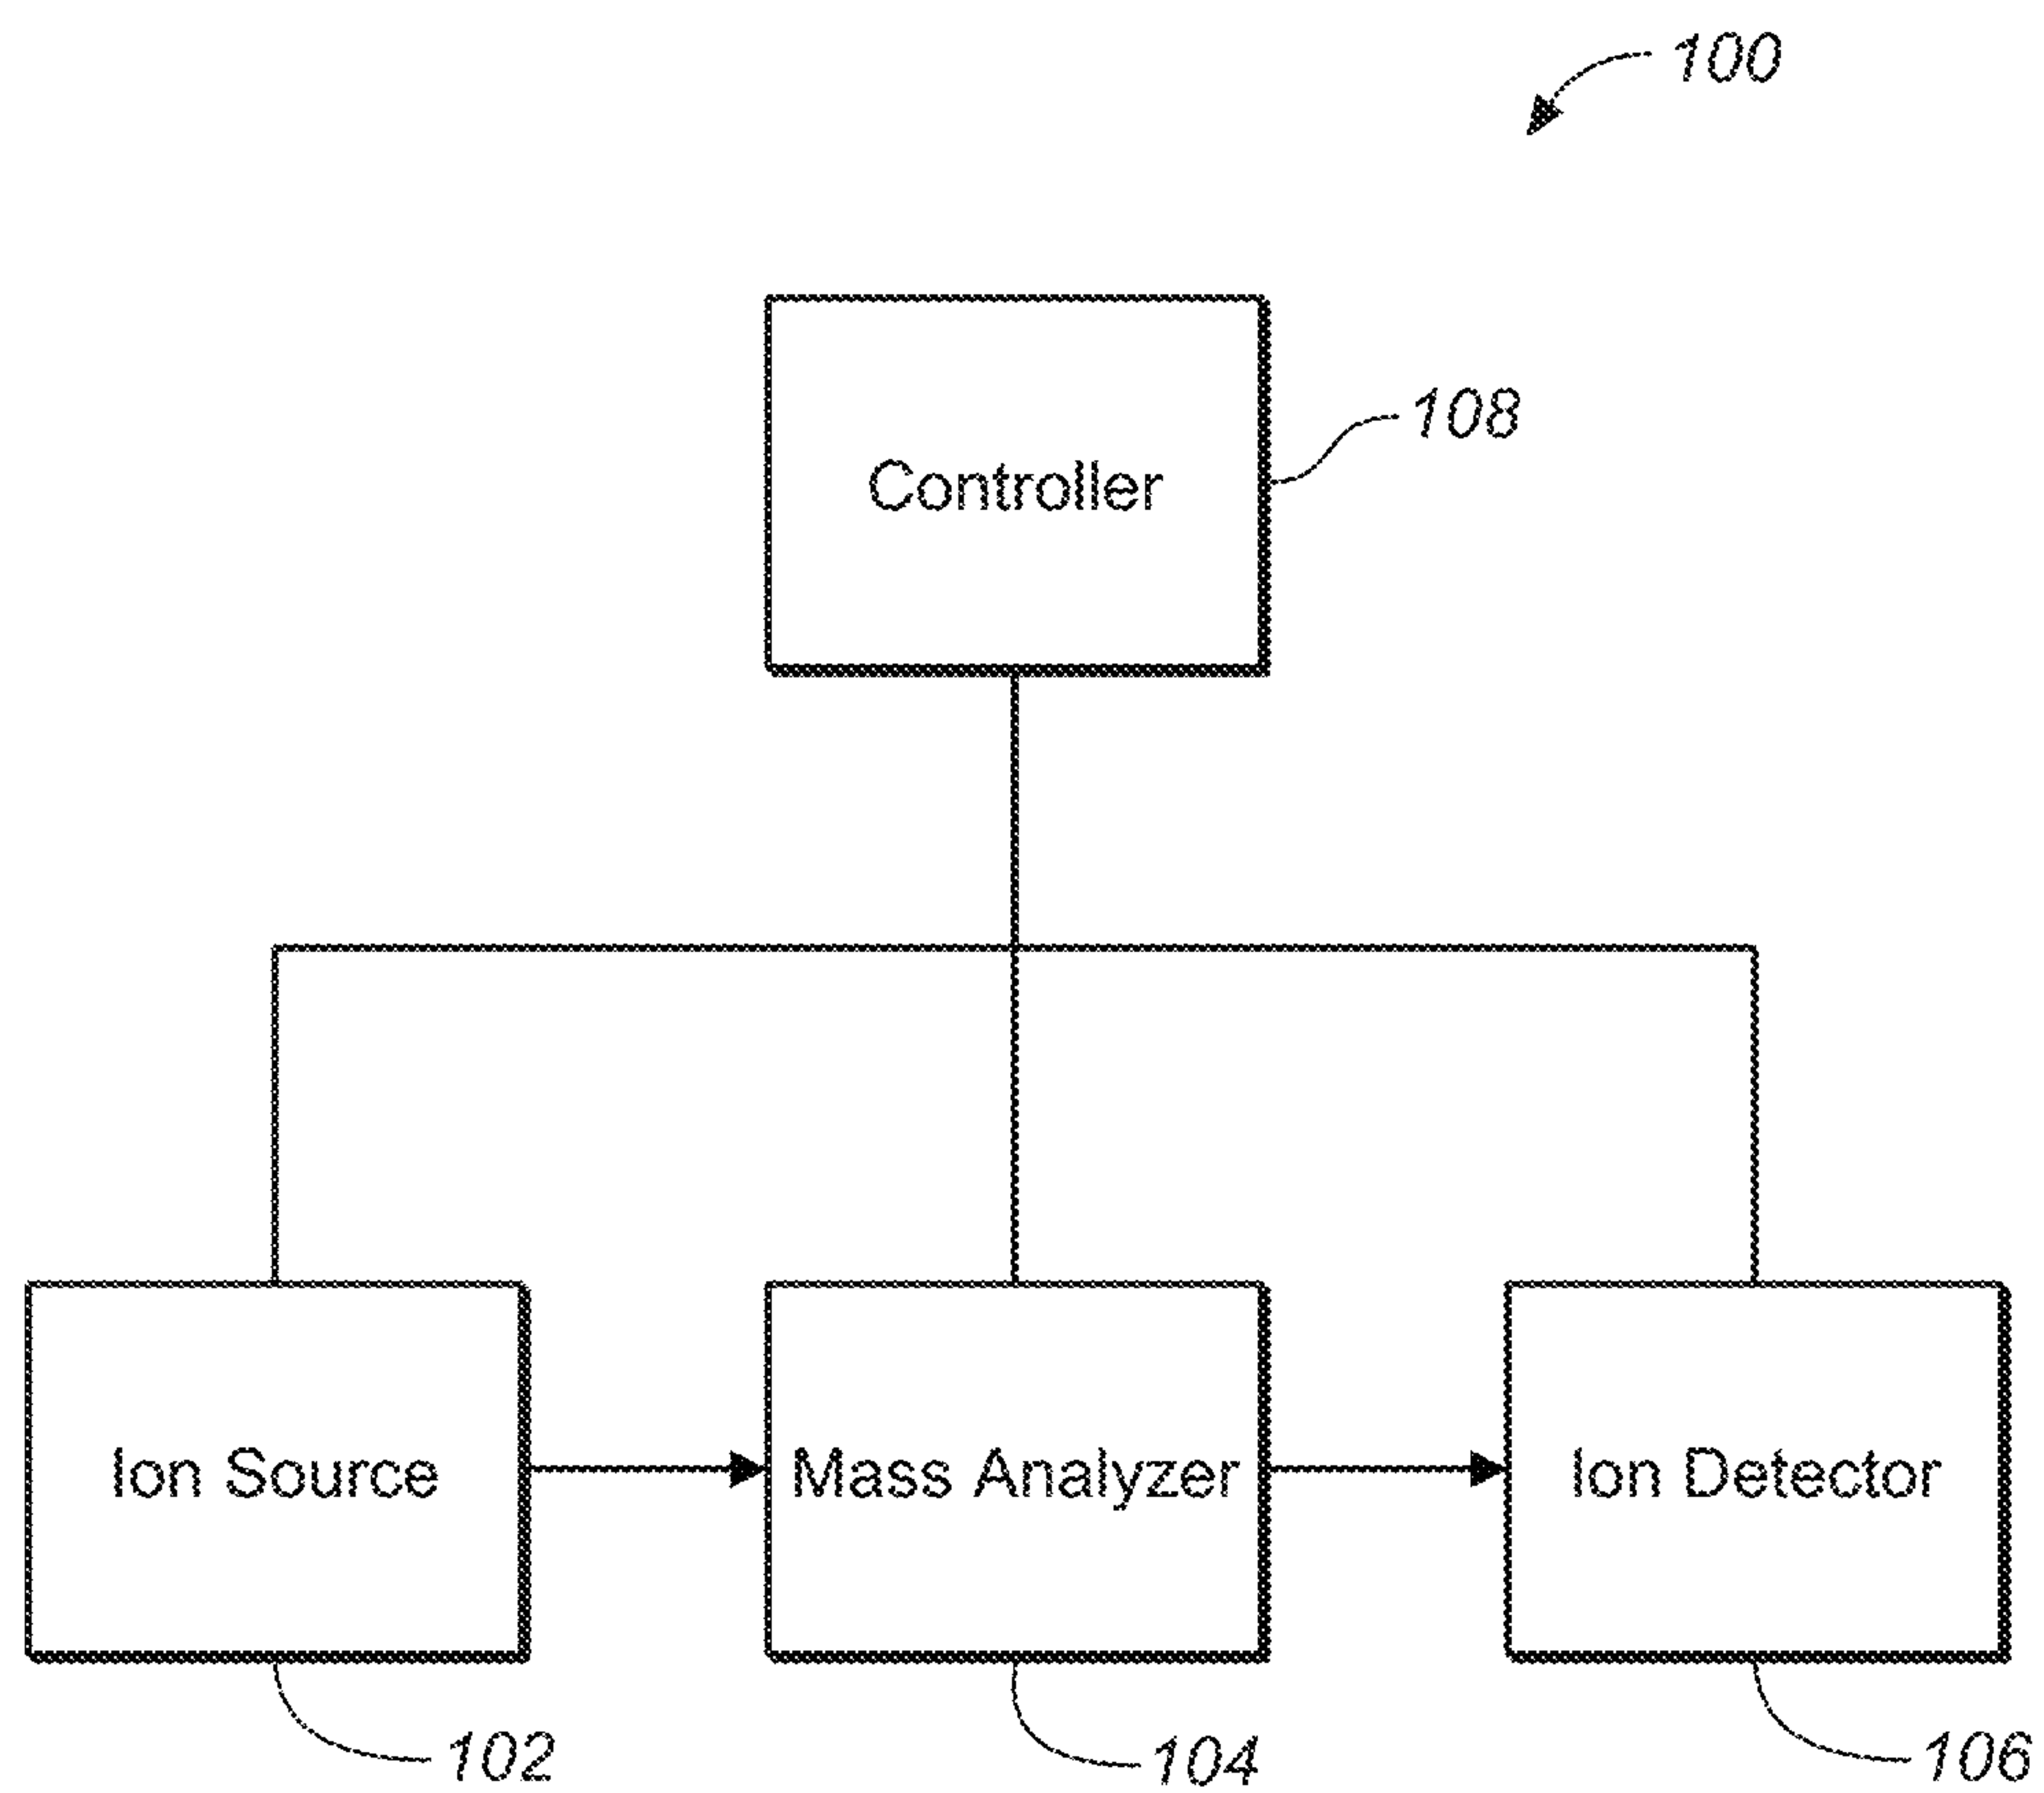 100
108
Controller
Ion Source
Mass Analyzer
Ion Detector
102
104
106